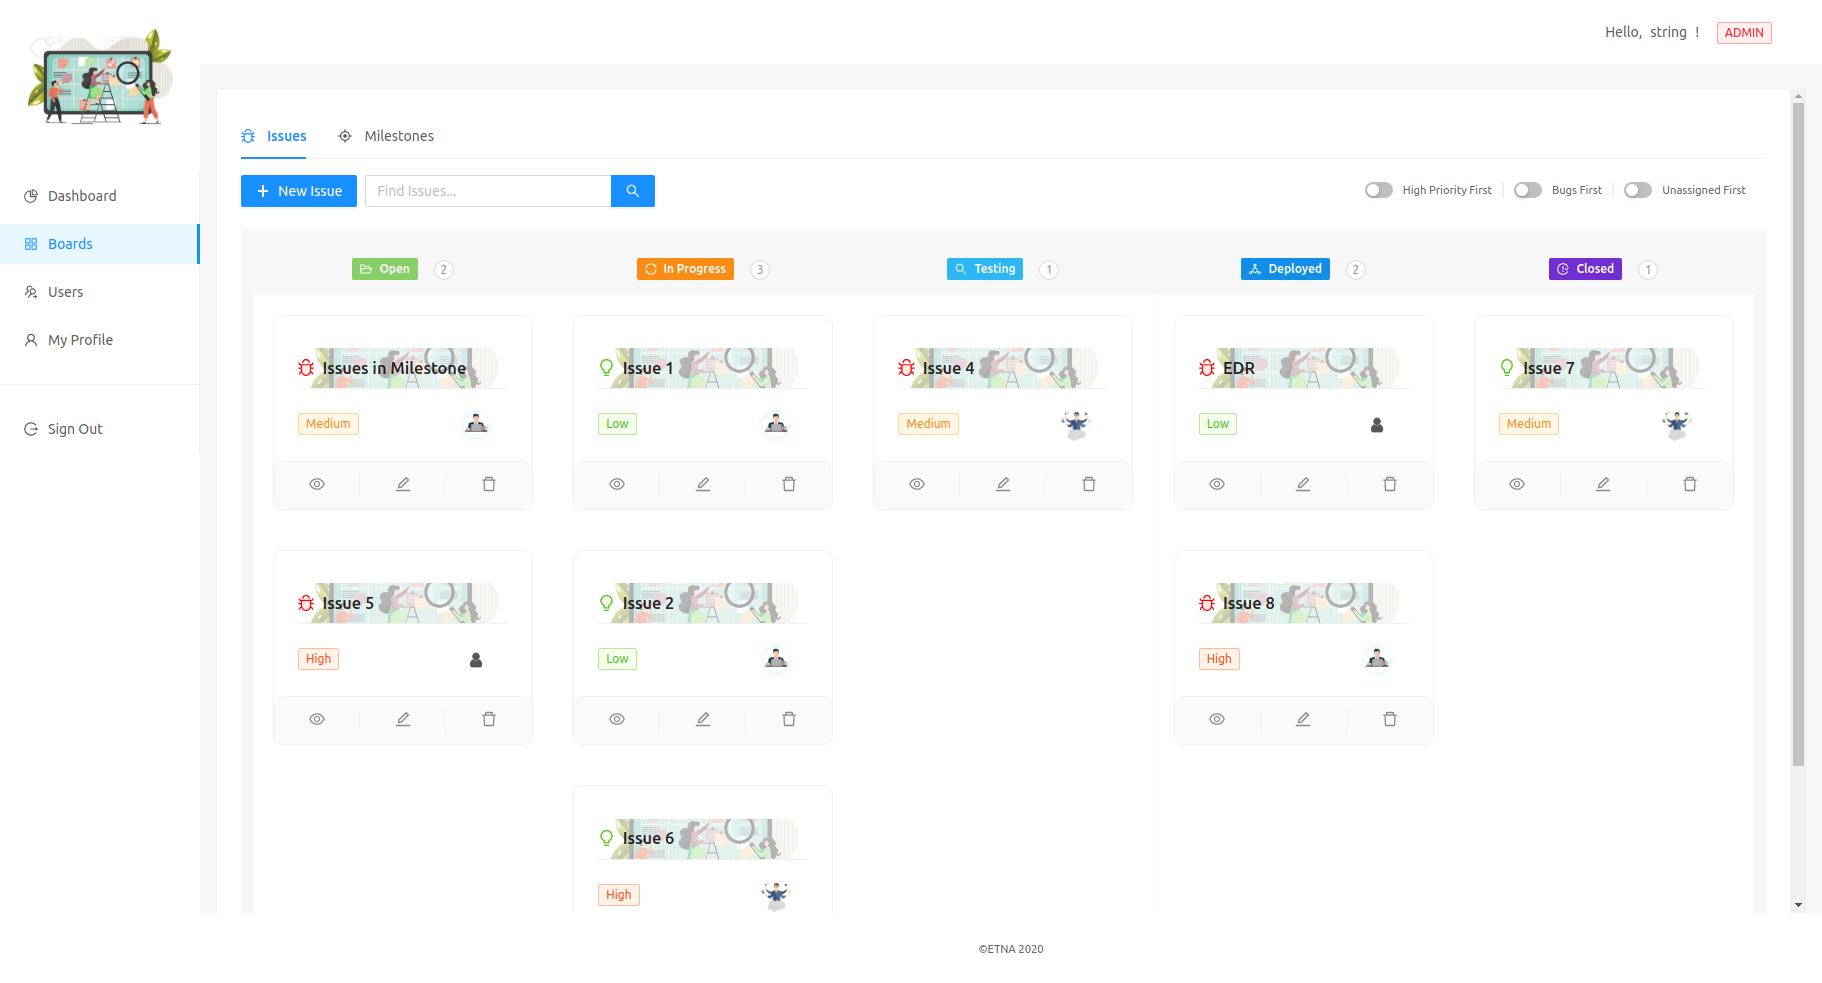 Hello, string ! ADMIN
Issues Milestones
New Issue Find Issues... High Priority First Bugs First Unassigned First
Dashboard
Boards
Users
My Profile
Sign Out
Open 2 In Progress 3 Testing 1 Deployed 2 Closed 1
Issues in Milestone Issue 1 Issue 4 EDR Issue 7
Medium Low Medium Low Medium
Issue 5 Issue 2 Issue 8
High Low High
Issue 6
High
©ETNA 2020